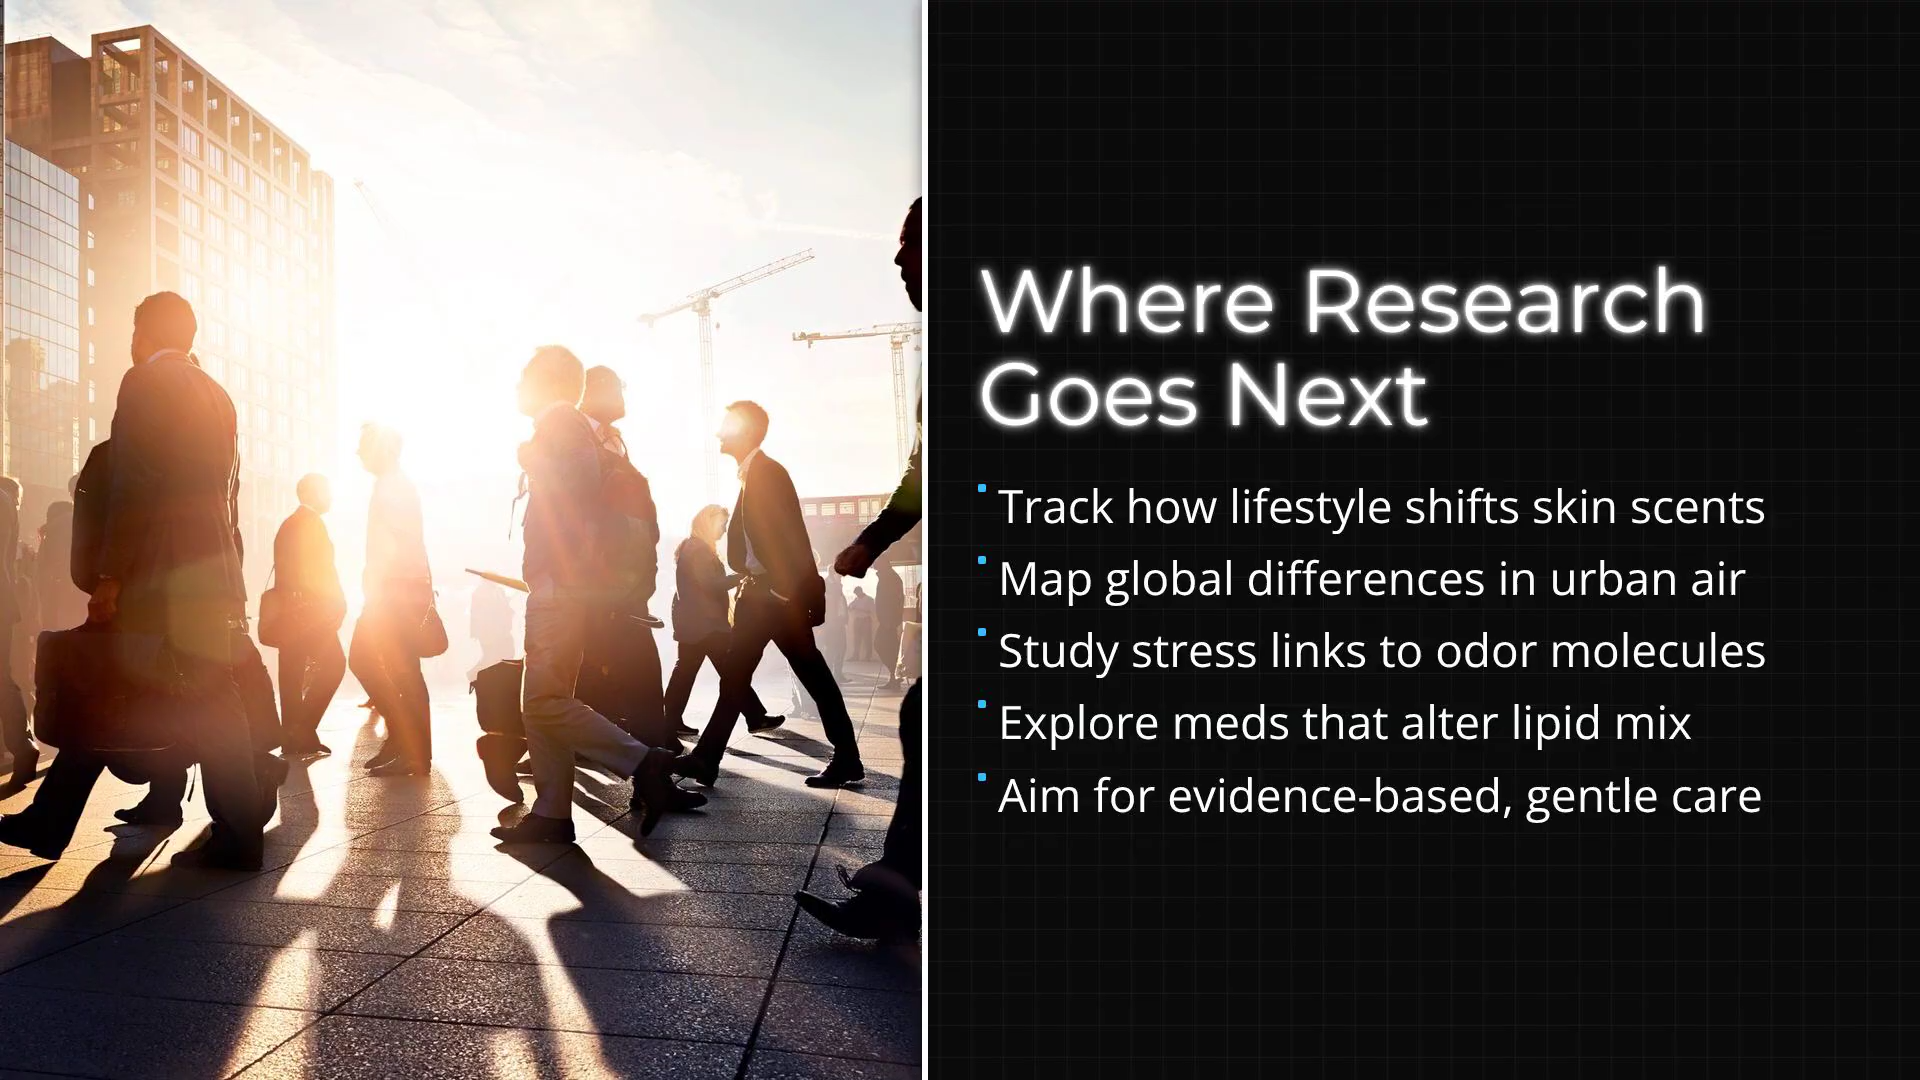 Where Research
Goes Next
Track how lifestyle shifts skin scents
Map global differences in urban air
Study stress links to odor molecules
Explore meds that alter lipid mix
Aim for evidence-based, gentle care